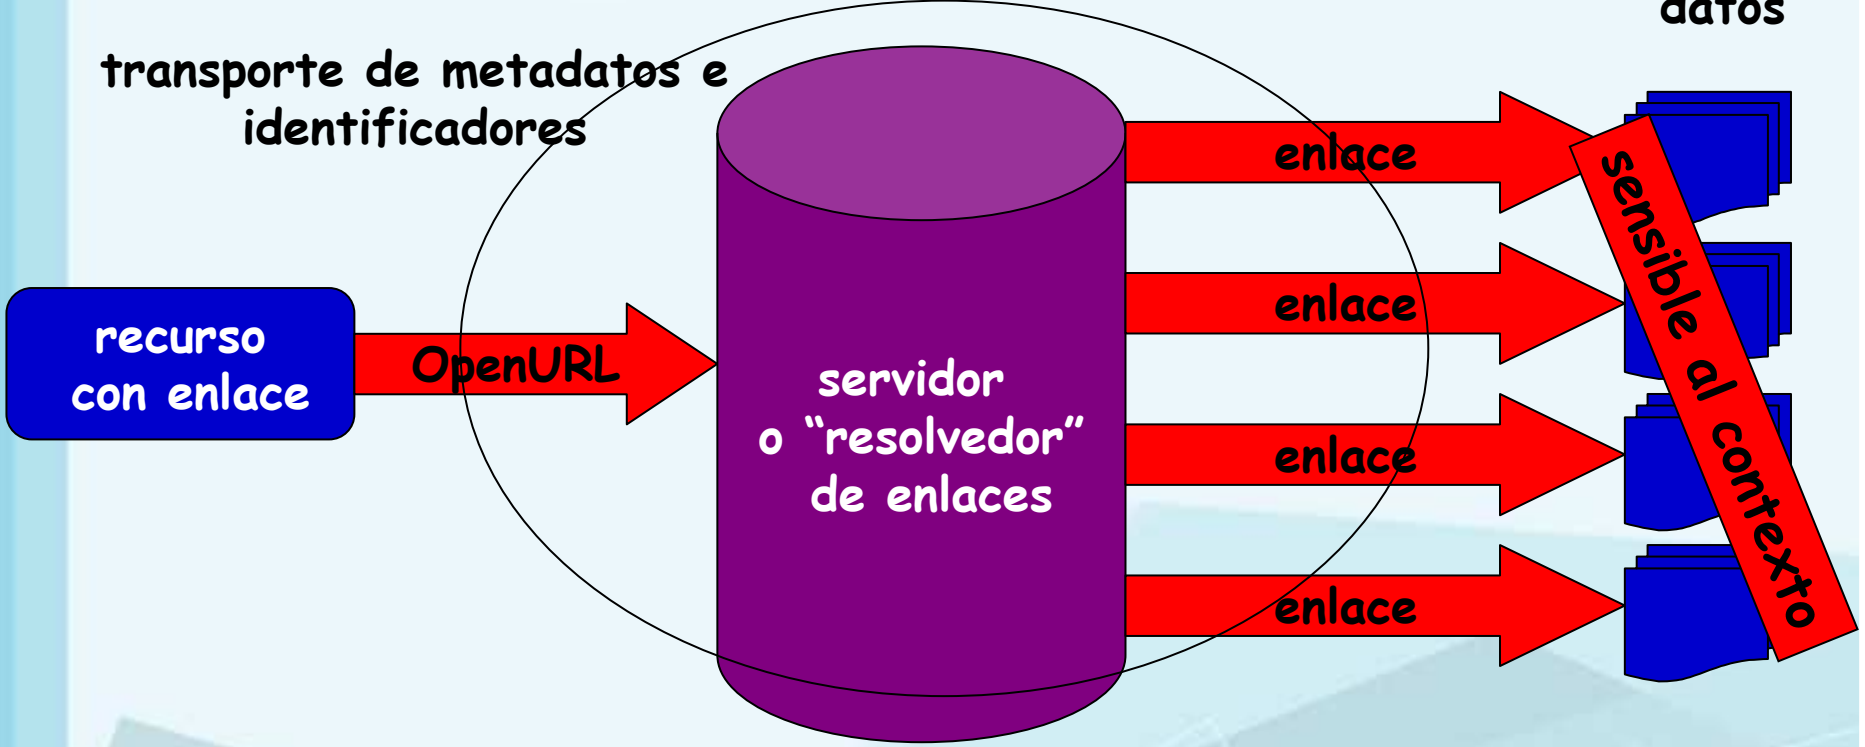 datos
transporte de metadatos e
identificadores
recurso
con enlace
OpenURL
servidor
o “resolvedor”
de enlaces
enlace
enlace
enlace
enlace
sensible al contexto